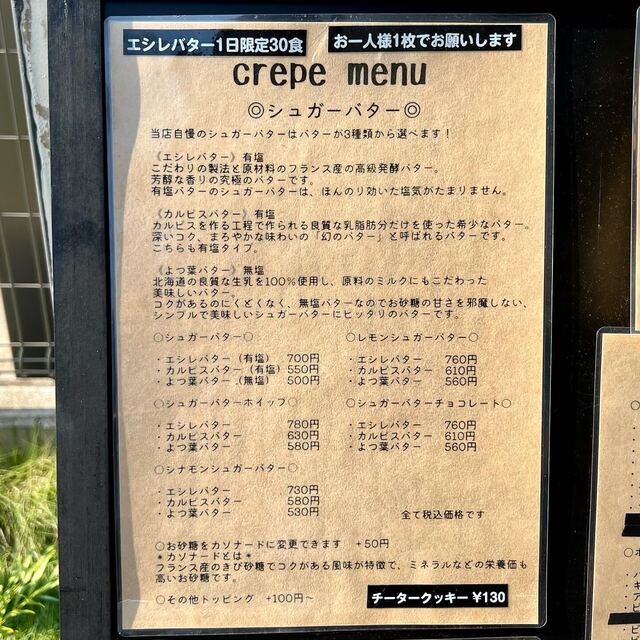 エシレバター1日限定30食
お一人様1枚でお願いします
crepe menu
◎シュガーバター◎
当店自慢のシュガーバターはバターが3種類から選べます！
《エシレバター》有塩
こだわりの製法と原材料のフランス産の高級発酵バター。
芳醇な香りの究極のバターです。
有塩バターのシュガーバターは、ほんのり効いた塩気がたまりません。
《カルピスバター》有塩
カルピスを作る工程で作られる良質な乳脂肪分だけを使った希少なバター。
深いコク、まろやかな味わいの「幻のバター」と呼ばれるバターです。
こちらも有塩タイプ。
《よつ葉バター》無塩
北海道の良質な生乳を100%使用し、原料のミルクにもこだわった
美味しいバター。
コクがあるのにくどくなく、無塩バターなのでお砂糖の甘さを邪魔しない、
シンプルで美味しいシュガーバターにピッタリのバターです。
○シュガーバター○
・エシレバター（有塩） 700円
・カルピスバター（有塩）550円
・よつ葉バター（無塩） 500円
○レモンシュガーバター○
・エシレバター 760円
・カルピスバター 610円
・よつ葉バター 560円
○シュガーバターホイップ○
・エシレバター 780円
・カルピスバター 630円
・よつ葉バター 580円
○シュガーバターチョコレート○
・エシレバター 760円
・カルピスバター 610円
・よつ葉バター 560円
○シナモンシュガーバター○
・エシレバター 730円
・カルピスバター 580円
・よつ葉バター 530円
全て税込価格です
○お砂糖をカソナードに変更できます +50円
＊カソナードとは＊
フランス産のきび砂糖でコクがある風味が特徴で、ミネラルなどの栄養価も
高いお砂糖です。
○その他トッピング +100円〜
チータークッキー ¥130